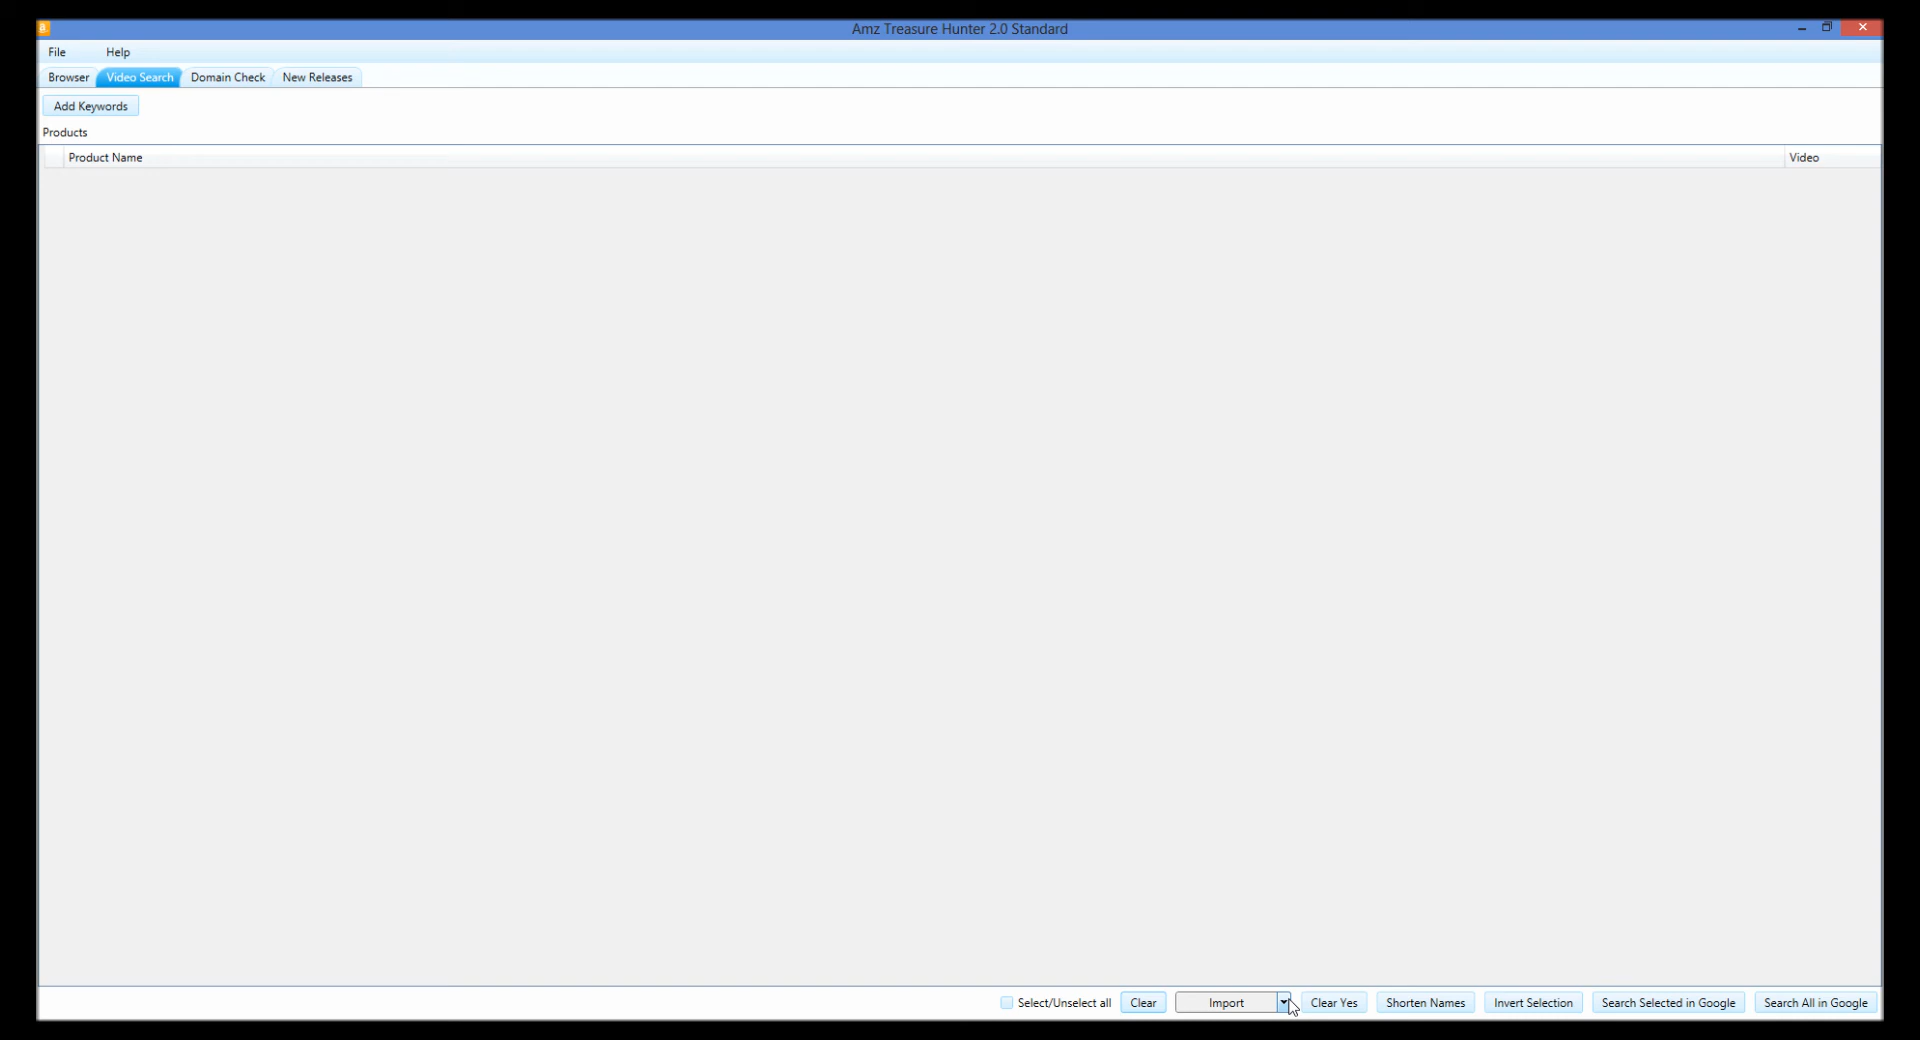 Amz Treasure Hunter 2.0 Standard
File Help
Browser Video Search Domain Check New Releases
Add Keywords
Products
Product Name Video
Select/Unselect all Clear Import Clear Yes Shorten Names Invert Selection Search Selected in Google Search All in Google